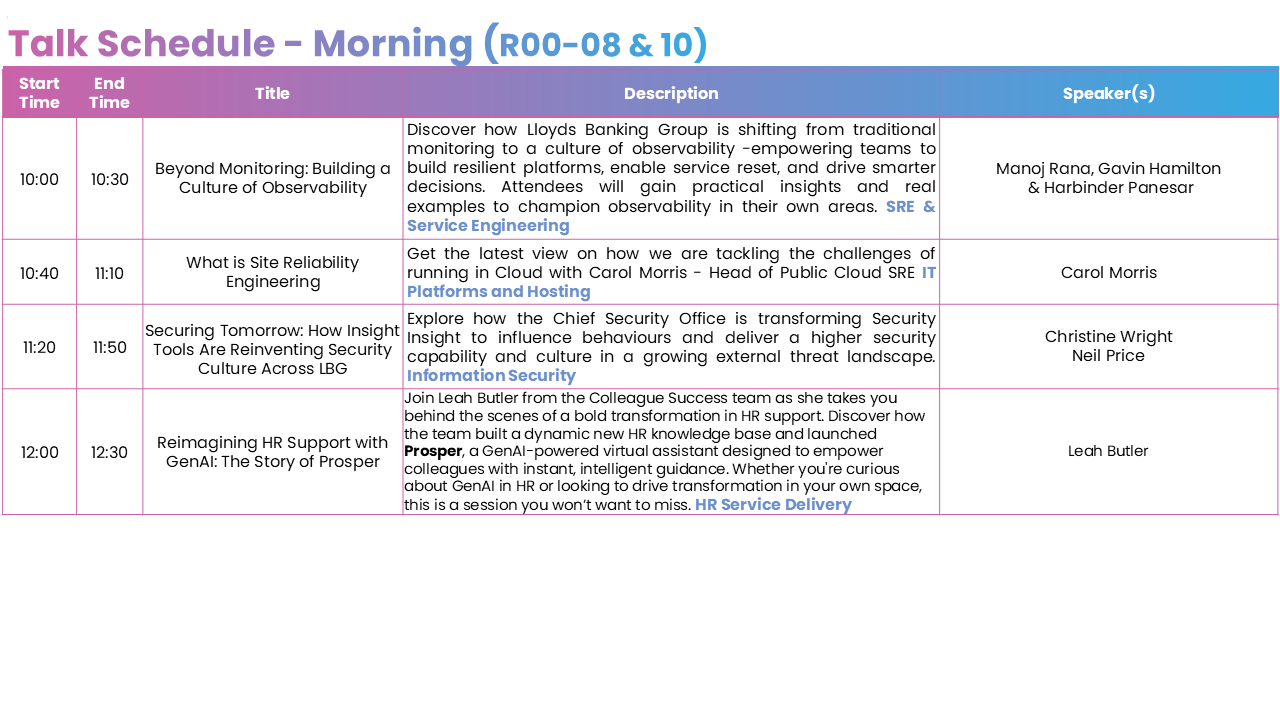 Talk Schedule - Morning (R00-08 & 10)
Start Time
End Time
Title
Description
Speaker(s)
10:00
10:30
Beyond Monitoring: Building a
Culture of Observability
Discover how Lloyds Banking Group is shifting from traditional
monitoring to a culture of observability -empowering teams to
build resilient platforms, enable service reset, and drive smarter
decisions. Attendees will gain practical insights and real
examples to champion observability in their own areas. SRE &
Service Engineering
Manoj Rana, Gavin Hamilton
& Harbinder Panesar
10:40
11:10
What is Site Reliability
Engineering
Get the latest view on how we are tackling the challenges of
running in Cloud with Carol Morris - Head of Public Cloud SRE IT
Platforms and Hosting
Carol Morris
11:20
11:50
Securing Tomorrow: How Insight
Tools Are Reinventing Security
Culture Across LBG
Explore how the Chief Security Office is transforming Security
Insight to influence behaviours and deliver a higher security
capability and culture in a growing external threat landscape.
Information Security
Christine Wright
Neil Price
12:00
12:30
Reimagining HR Support with
GenAI: The Story of Prosper
Join Leah Butler from the Colleague Success team as she takes you
behind the scenes of a bold transformation in HR support. Discover how
the team built a dynamic new HR knowledge base and launched
Prosper, a GenAI-powered virtual assistant designed to empower
colleagues with instant, intelligent guidance. Whether you're curious
about GenAI in HR or looking to drive transformation in your own space,
this is a session you won't want to miss. HR Service Delivery
Leah Butler